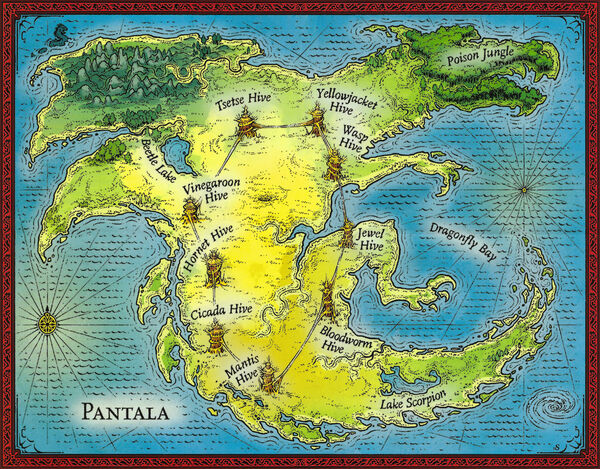 Poison Jungle
Tsetse Hive
Yellowjacket
Hive
Wasp
Hive
Beetle Lake
Vinegaroon
Hive
Hornet Hive
Jewel
Hive
Dragonfly Bay
Cicada Hive
Bloodworm
Hive
Mantis
Hive
Lake Scorpion
PANTALA